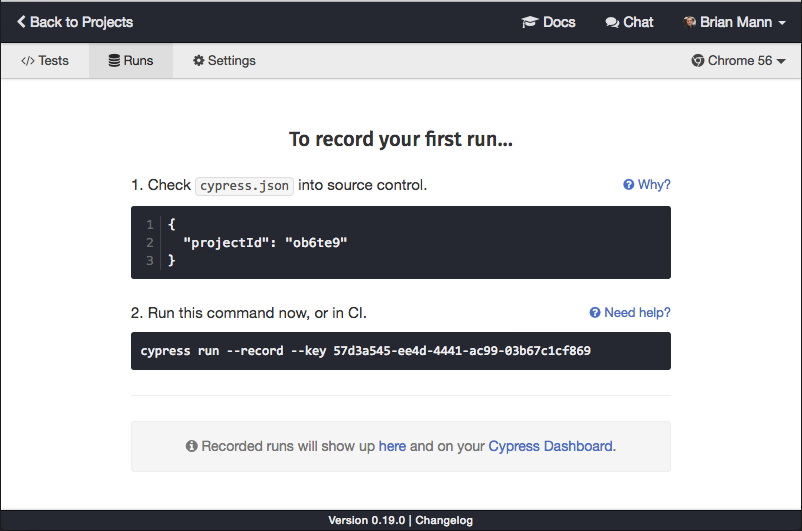 Back to Projects Docs Chat Brian Mann
</> Tests Runs Settings Chrome 56
To record your first run...
1. Check cypress.json into source control. Why?
1 {
2 "projectId": "ob6te9"
3 }
2. Run this command now, or in CI. Need help?
cypress run --record --key 57d3a545-ee4d-4441-ac99-03b67c1cf869
Recorded runs will show up here and on your Cypress Dashboard.
Version 0.19.0 | Changelog